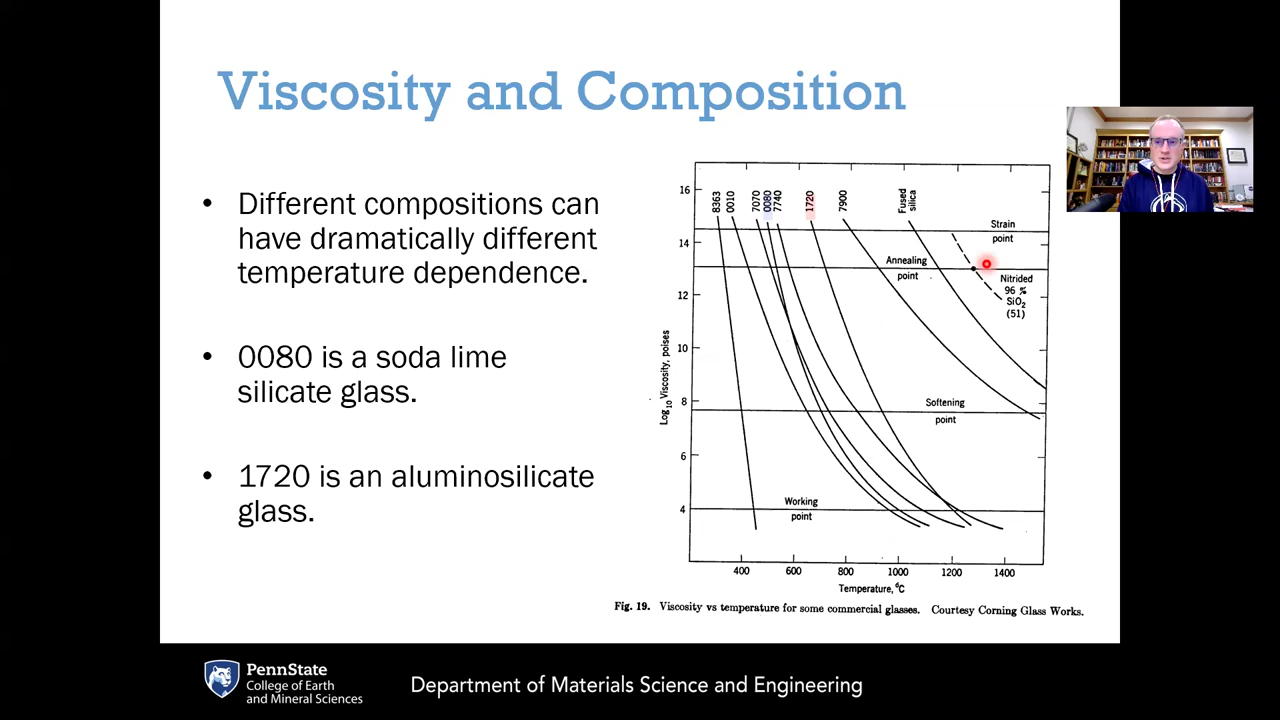 Viscosity and Composition
• Different compositions can
have dramatically different
temperature dependence.
• 0080 is a soda lime
silicate glass.
• 1720 is an aluminosilicate
glass.
16
14
12
10
8
6
4
Log10 Viscosity, poises
8363
0010
7070
0080
7740
1720
7900
Fused
silica
Strain
point
Annealing
point
Nitrided
96 %
SiO2
(51)
Softening
point
Working
point
400 600 800 1000 1200 1400
Temperature, °C
Fig. 19. Viscosity vs temperature for some commercial glasses. Courtesy Corning Glass Works.
PennState
College of Earth
and Mineral Sciences
Department of Materials Science and Engineering